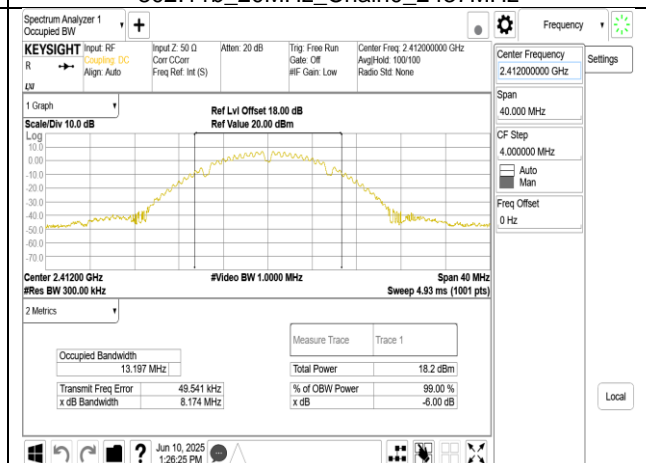 Spectrum Analyzer 1
Occupied BW
Frequency
KEYSIGHT
R
LXI
Input: RF
Coupling: DC
Align: Auto
Input Z: 50 Ω
Corr CCorr
Freq Ref: Int (S)
Atten: 20 dB
Trig: Free Run
Gate: Off
#IF Gain: Low
Center Freq: 2.412000000 GHz
Avg|Hold: 100/100
Radio Std: None
Center Frequency
2.412000000 GHz
Settings
Span
40.000 MHz
CF Step
4.000000 MHz
Auto
Man
Freq Offset
0 Hz
Local
1 Graph
Scale/Div 10.0 dB
Ref Lvl Offset 18.00 dB
Ref Value 20.00 dBm
Log
10.0
0.00
-10.0
-20.0
-30.0
-40.0
-50.0
-60.0
-70.0
Center 2.41200 GHz
#Res BW 300.00 kHz
#Video BW 1.0000 MHz
Span 40 MHz
Sweep 4.93 ms (1001 pts)
2 Metrics
Measure Trace Trace 1
Occupied Bandwidth
13.197 MHz
Total Power 18.2 dBm
Transmit Freq Error 49.541 kHz
% of OBW Power 99.00 %
x dB Bandwidth 8.174 MHz
x dB -6.00 dB
?
Jun 10, 2025
1:26:25 PM